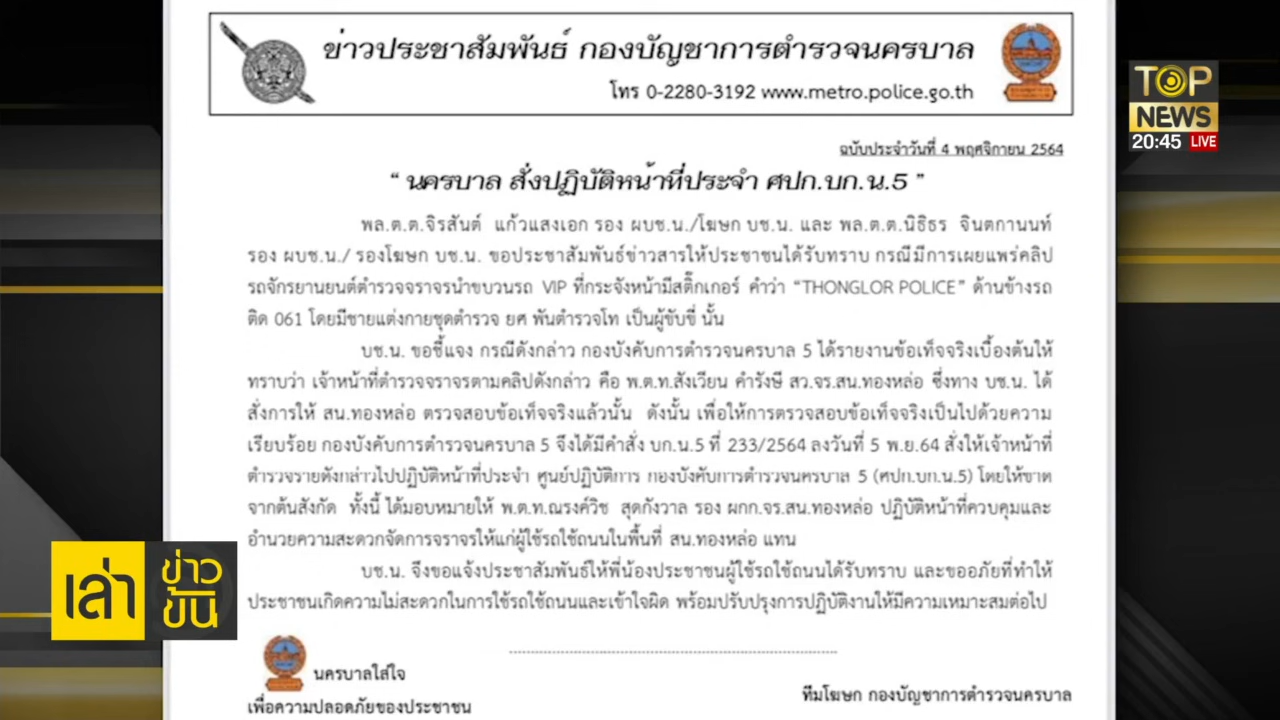 ข่าวประชาสัมพันธ์ กองบัญชาการตำรวจนครบาล
โทร 0-2280-3192 www.metro.police.go.th
TOP
NEWS
20:45 LIVE
ฉบับประจำวันที่ 4 พฤศจิกายน 2564
“ นครบาล สั่งปฏิบัติหน้าที่ประจำ ศปก.บก.น.5 ”
พล.ต.ต.จิรสันต์ แก้วแสงเอก รอง ผบช.น./โฆษก บช.น. และ พล.ต.ต.นิธิธร จินตกานนท์
รอง ผบช.น./ รองโฆษก บช.น. ขอประชาสัมพันธ์ข่าวสารให้ประชาชนได้รับทราบ กรณีมีการเผยแพร่คลิป
รถจักรยานยนต์ตำรวจจราจรนำขบวนรถ VIP ที่กระจังหน้ามีสติ๊กเกอร์ คำว่า “THONGLOR POLICE” ด้านข้างรถ
ติด 061 โดยมีชายแต่งกายชุดตำรวจ ยศ พันตำรวจโท เป็นผู้ขับขี่ นั้น
บช.น. ขอชี้แจง กรณีดังกล่าว กองบังคับการตำรวจนครบาล 5 ได้รายงานข้อเท็จจริงเบื้องต้นให้
ทราบว่า เจ้าหน้าที่ตำรวจจราจรตามคลิปดังกล่าว คือ พ.ต.ท.สังเวียน คำรังษี สว.จร.สน.ทองหล่อ ซึ่งทาง บช.น. ได้
สั่งการให้ สน.ทองหล่อ ตรวจสอบข้อเท็จจริงแล้วนั้น ดังนั้น เพื่อให้การตรวจสอบข้อเท็จจริงเป็นไปด้วยความ
เรียบร้อย กองบังคับการตำรวจนครบาล 5 จึงได้มีคำสั่ง บก.น.5 ที่ 233/2564 ลงวันที่ 5 พ.ย.64 สั่งให้เจ้าหน้าที่
ตำรวจรายดังกล่าวไปปฏิบัติหน้าที่ประจำ ศูนย์ปฏิบัติการ กองบังคับการตำรวจนครบาล 5 (ศปก.บก.น.5) โดยให้ขาด
จากต้นสังกัด ทั้งนี้ ได้มอบหมายให้ พ.ต.ท.ณรงค์วิช สุดกังวาล รอง ผกก.จร.สน.ทองหล่อ ปฏิบัติหน้าที่ควบคุมและ
อำนวยความสะดวกจัดการจราจรให้แก่ผู้ใช้รถใช้ถนนในพื้นที่ สน.ทองหล่อ แทน
บช.น. จึงขอแจ้งประชาสัมพันธ์ให้พี่น้องประชาชนผู้ใช้รถใช้ถนนได้รับทราบ และขออภัยที่ทำให้
ประชาชนเกิดความไม่สะดวกในการใช้รถใช้ถนนและเข้าใจผิด พร้อมปรับปรุงการปฏิบัติงานให้มีความเหมาะสมต่อไป
เล่า
ข่าว
ข้น
นครบาลใส่ใจ
เพื่อความปลอดภัยของประชาชน
ทีมโฆษก กองบัญชาการตำรวจนครบาล